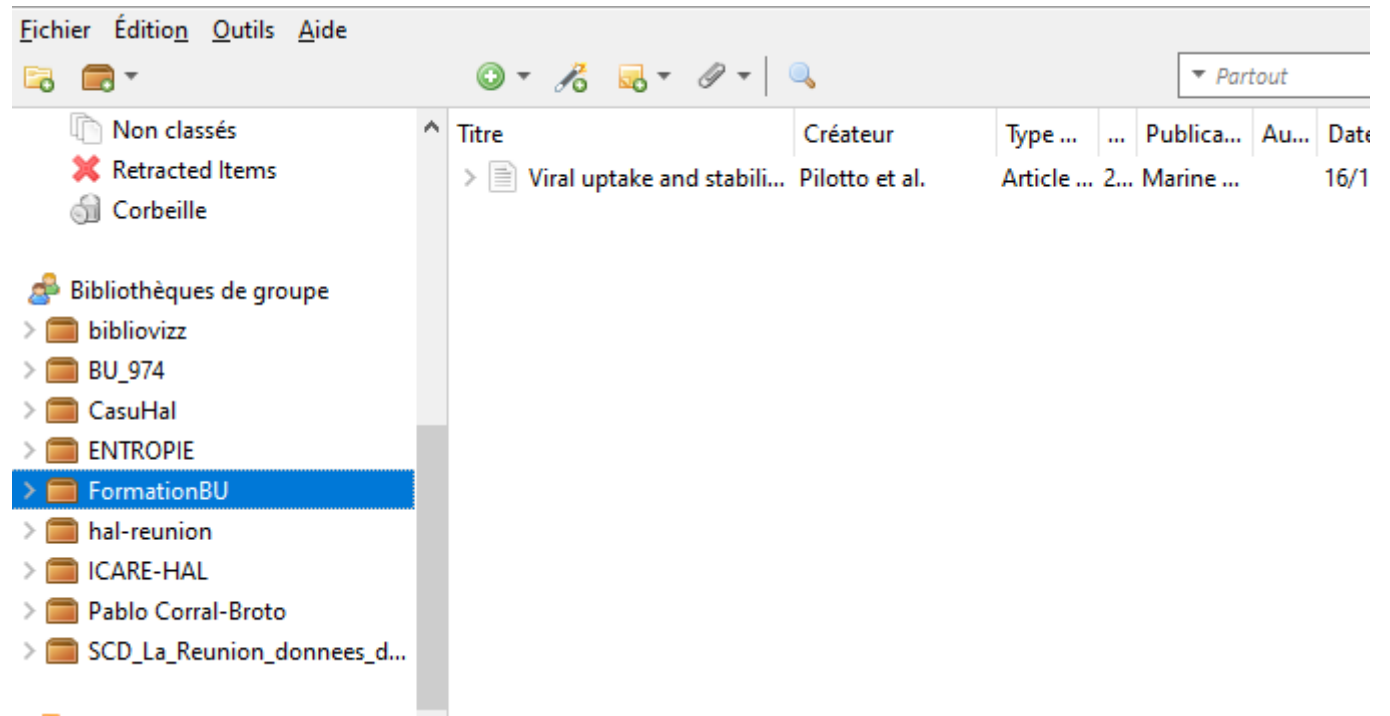 Fichier Édition Outils Aide
Partout
Non classés
Retracted Items
Corbeille
Bibliothèques de groupe
bibliovizz
BU_974
CasuHal
ENTROPIE
FormationBU
hal-reunion
ICARE-HAL
Pablo Corral-Broto
SCD_La_Reunion_donnees_d...
Titre Créateur Type ... ... Publica... Au... Date
Viral uptake and stabili... Pilotto et al. Article ... 2... Marine ... 16/1